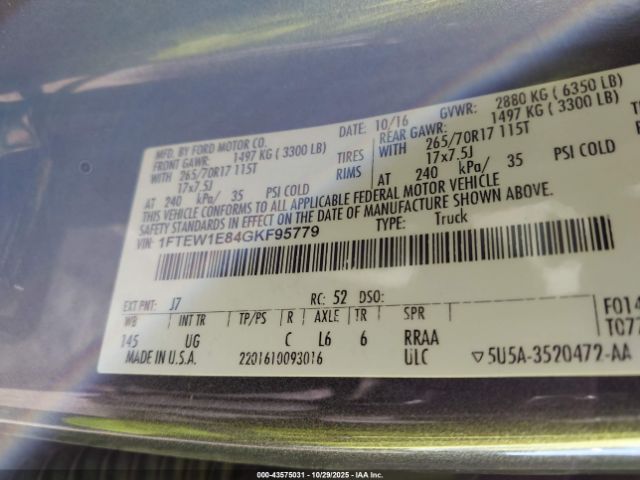 MFD. BY FORD MOTOR CO.
DATE: 10/16 GVWR: 2880 KG ( 6350 LB)
FRONT GAWR: 1497 KG ( 3300 LB) REAR GAWR: 1497 KG ( 3300 LB)
WITH 265/70R17 115T TIRES WITH 265/70R17 115T
17x7.5J RIMS 17x7.5J
AT 240 kPa/ 35 PSI COLD AT 240 kPa/ 35 PSI COLD
THIS VEHICLE CONFORMS TO ALL APPLICABLE FEDERAL MOTOR VEHICLE
SAFETY STANDARDS IN EFFECT ON THE DATE OF MANUFACTURE SHOWN ABOVE.
VIN: 1FTEW1E84GKF95779 TYPE: Truck
EXT PNT: J7 RC: 52 DSO: F014
WB INT TR TP/PS R AXLE TR SPR
145 UG C L6 6 RRAA
MADE IN U.S.A. 2201610093016 ULC ▽5U5A-3520472-AA
000-43575031 - 10/29/2025 - IAAI.COM